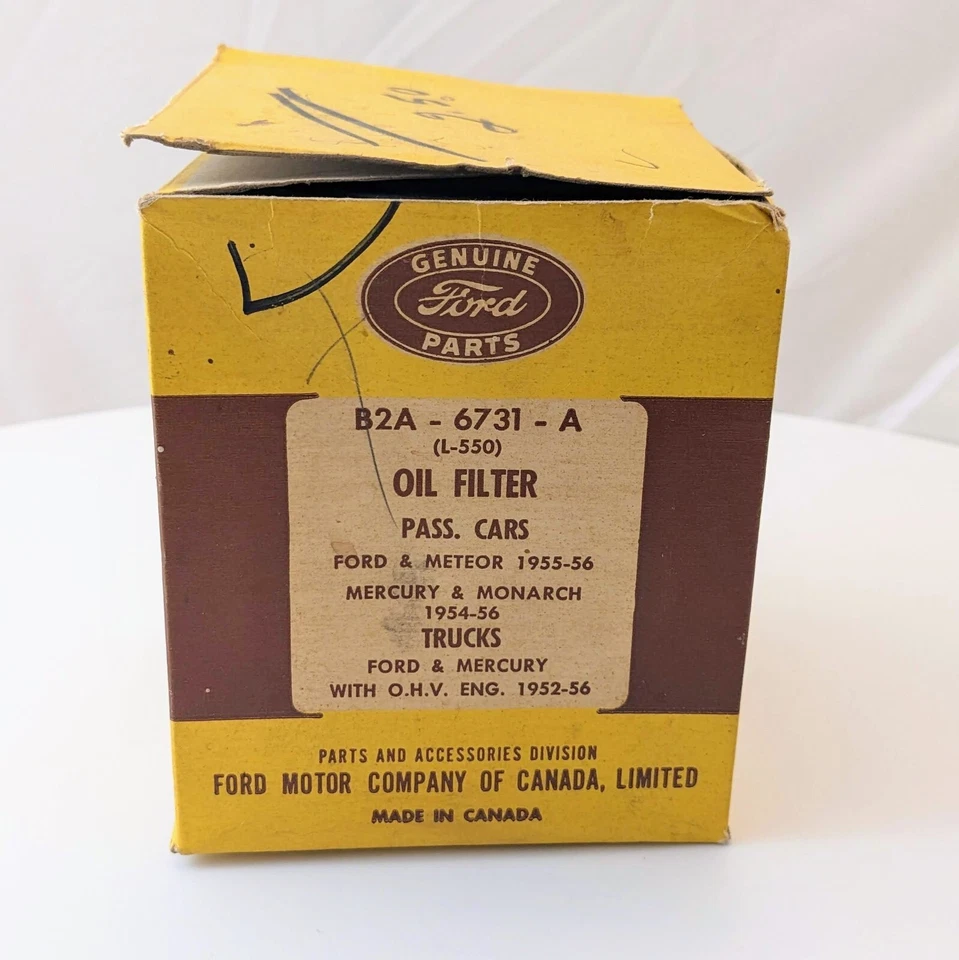 2.50
GENUINE
Ford
PARTS
B2A - 6731 - A
(L-550)
OIL FILTER
PASS. CARS
FORD & METEOR 1955-56
MERCURY & MONARCH
1954-56
TRUCKS
FORD & MERCURY
WITH O.H.V. ENG. 1952-56
PARTS AND ACCESSORIES DIVISION
FORD MOTOR COMPANY OF CANADA, LIMITED
MADE IN CANADA